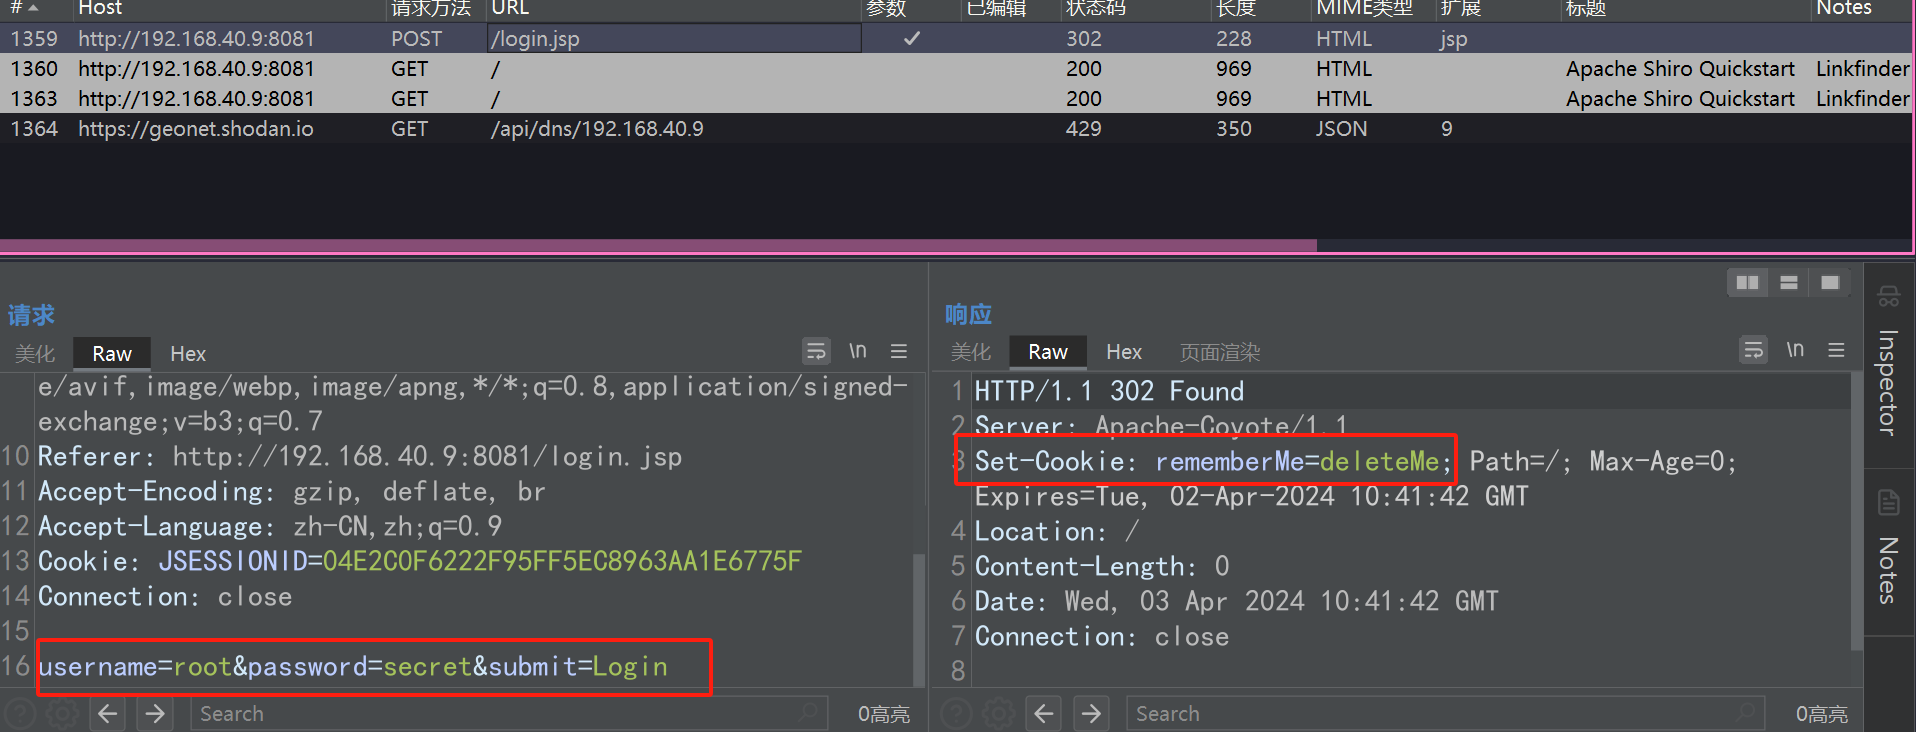 # Host 请求方法 URL 参数 已编辑 状态码 长度 MIME类型 扩展 标题 Notes
1359 http://192.168.40.9:8081 POST /login.jsp ✓ 302 228 HTML jsp
1360 http://192.168.40.9:8081 GET / 200 969 HTML Apache Shiro Quickstart Linkfinder
1363 http://192.168.40.9:8081 GET / 200 969 HTML Apache Shiro Quickstart Linkfinder
1364 https://geonet.shodan.io GET /api/dns/192.168.40.9 429 350 JSON 9
请求
美化 Raw Hex \n
e/avif,image/webp,image/apng,*/*;q=0.8,application/signed-
exchange;v=b3;q=0.7
10 Referer: http://192.168.40.9:8081/login.jsp
11 Accept-Encoding: gzip, deflate, br
12 Accept-Language: zh-CN,zh;q=0.9
13 Cookie: JSESSIONID=04E2C0F6222F95FF5EC8963AA1E6775F
14 Connection: close
15
16 username=root&password=secret&submit=Login
Search 0高亮
响应
美化 Raw Hex 页面渲染 \n
1 HTTP/1.1 302 Found
2 Server: Apache-Coyote/1.1
3 Set-Cookie: rememberMe=deleteMe; Path=/; Max-Age=0;
Expires=Tue, 02-Apr-2024 10:41:42 GMT
4 Location: /
5 Content-Length: 0
6 Date: Wed, 03 Apr 2024 10:41:42 GMT
7 Connection: close
8
Search 0高亮
Inspector
Notes